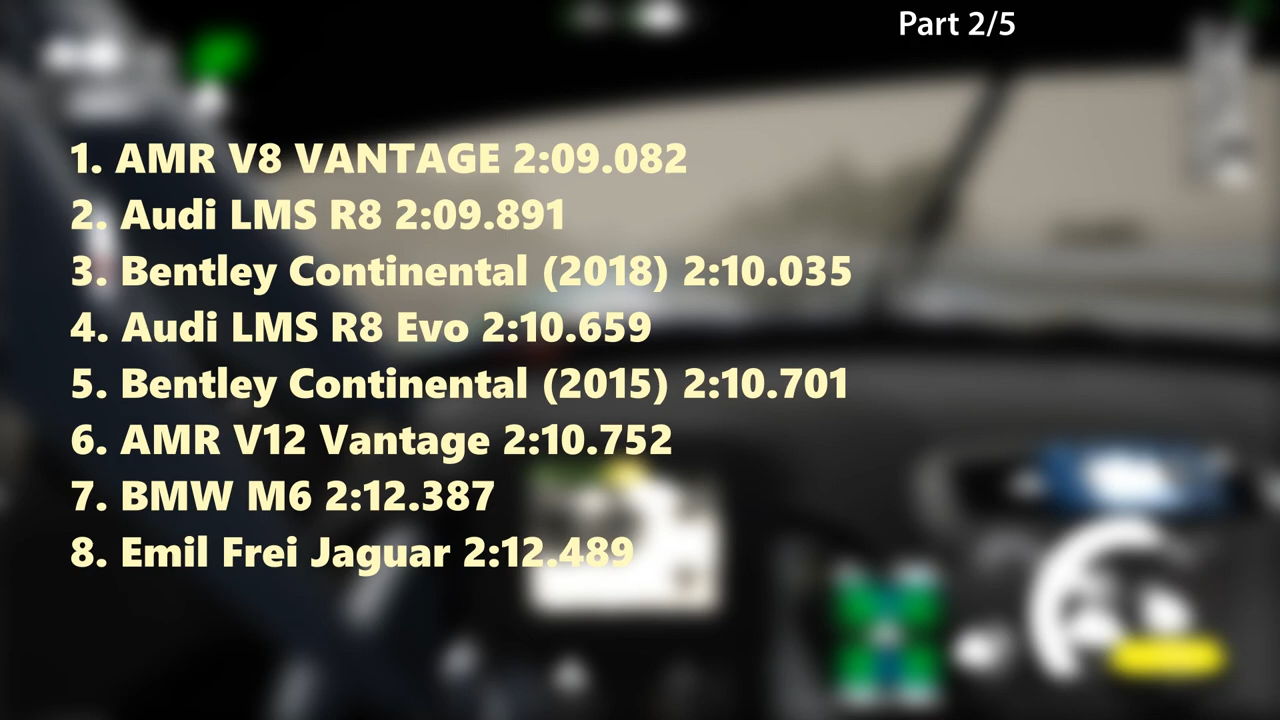 Part 2/5
1. AMR V8 VANTAGE 2:09.082
2. Audi LMS R8 2:09.891
3. Bentley Continental (2018) 2:10.035
4. Audi LMS R8 Evo 2:10.659
5. Bentley Continental (2015) 2:10.701
6. AMR V12 Vantage 2:10.752
7. BMW M6 2:12.387
8. Emil Frei Jaguar 2:12.489